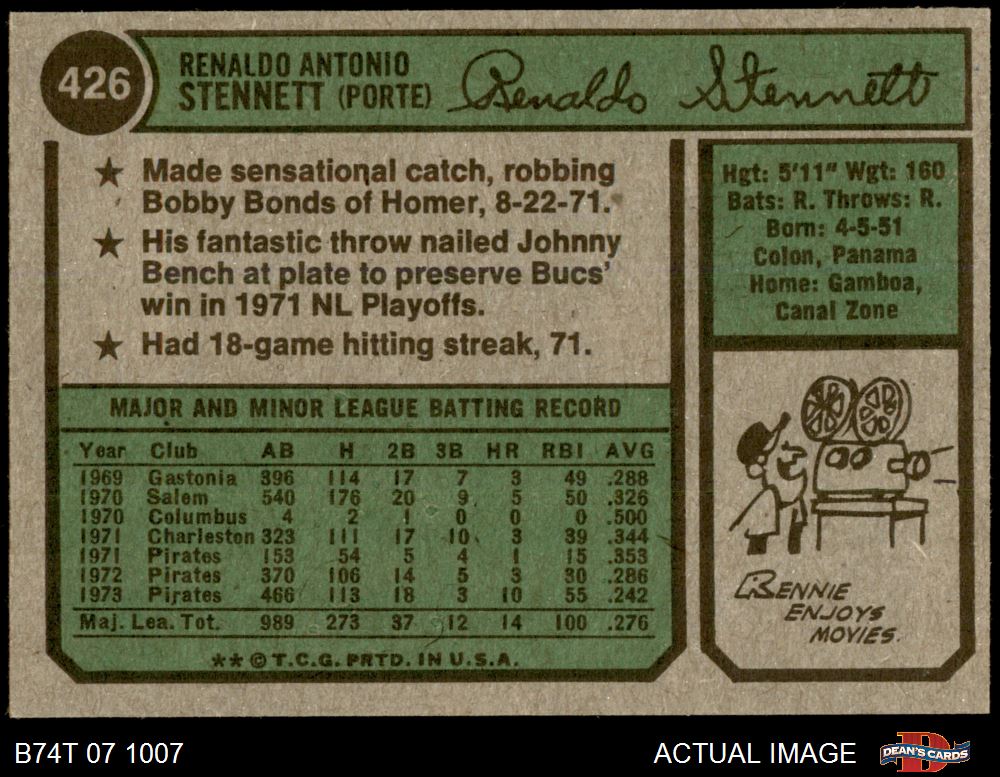 426
RENALDO ANTONIO
STENNETT (PORTE)
Renaldo Stennett
★ Made sensational catch, robbing
Bobby Bonds of Homer, 8-22-71.
★ His fantastic throw nailed Johnny
Bench at plate to preserve Bucs'
win in 1971 NL Playoffs.
★ Had 18-game hitting streak, 71.
Hgt: 5'11" Wgt: 160
Bats: R. Throws: R.
Born: 4-5-51
Colon, Panama
Home: Gamboa,
Canal Zone
MAJOR AND MINOR LEAGUE BATTING RECORD
Year Club AB H 2B 3B HR RBI AVG
1969 Gastonia 396 114 17 7 3 49 .288
1970 Salem 540 176 20 9 5 50 .326
1970 Columbus 4 2 1 0 0 0 .500
1971 Charleston 323 111 17 10 3 39 .344
1971 Pirates 153 54 5 4 1 15 .353
1972 Pirates 370 106 14 5 3 30 .286
1973 Pirates 466 113 18 3 10 55 .242
Maj. Lea. Tot. 989 273 37 12 14 100 .276
★★©T.C.G. PRTD. IN U.S.A.
BENNIE
ENJOYS
MOVIES.
B74T 07 1007
ACTUAL IMAGE
DEAN'S CARDS